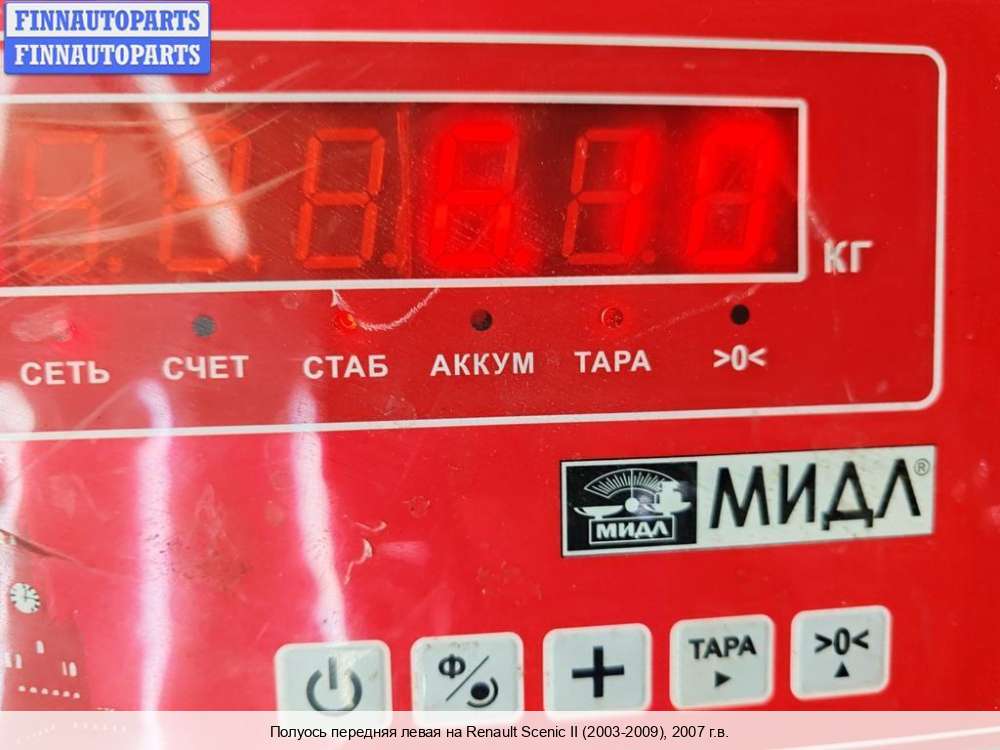 FINNAUTOPARTS
FINNAUTOPARTS
КГ
СЕТЬ СЧЕТ СТАБ АККУМ ТАРА >0<
МИДЛ МИДЛ®
Ф ТАРА >0<
Полуось передняя левая на Renault Scenic II (2003-2009), 2007 г.в.